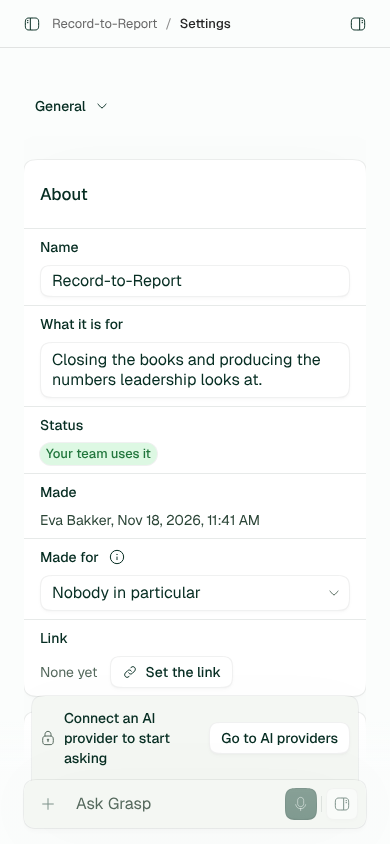 Record-to-Report / Settings
General
About
Name
Record-to-Report
What it is for
Closing the books and producing the
numbers leadership looks at.
Status
Your team uses it
Made
Eva Bakker, Nov 18, 2026, 11:41 AM
Made for
Nobody in particular
Link
None yet
Set the link
Connect an AI
provider to start
asking
Go to AI providers
Ask Grasp